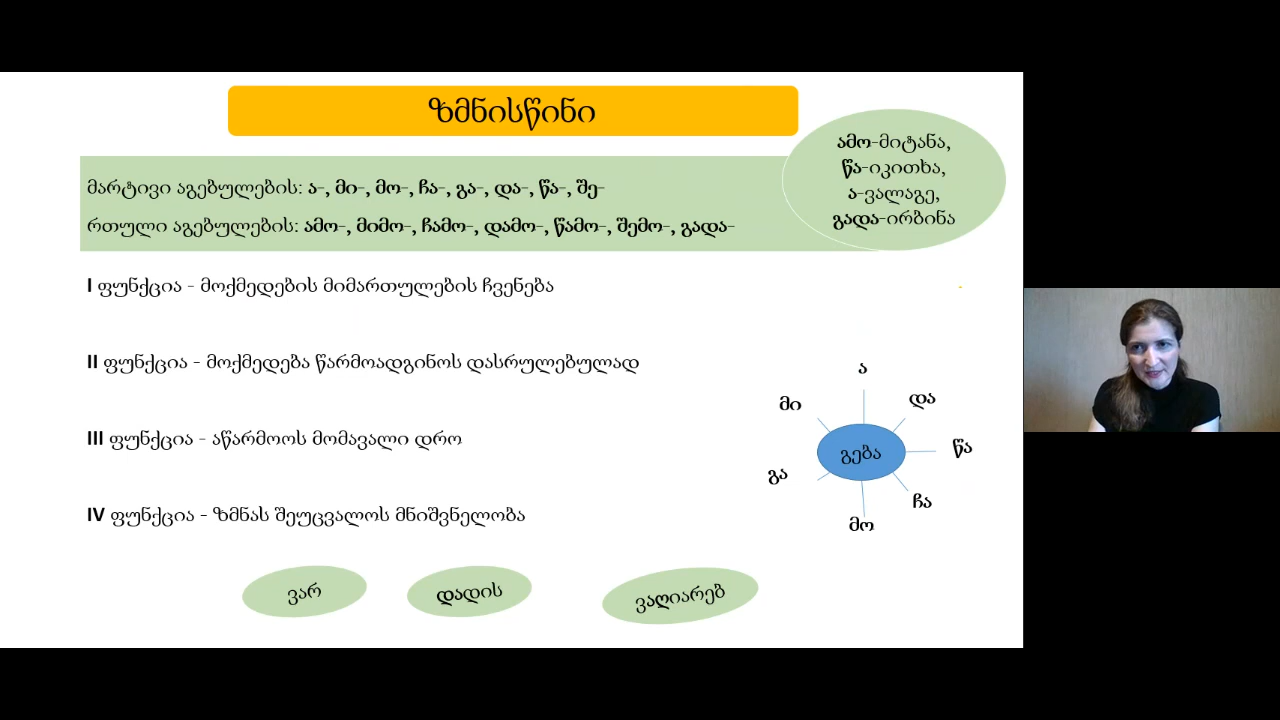 ზმნისწინი
ამო-მიტანა,
წა-იკითხა,
ა-ვალაგე,
გადა-ირბინა
მარტივი აგებულების: ა-, მი-, მო-, ჩა-, გა-, და-, წა-, შე-
რთული აგებულების: ამო-, მიმო-, ჩამო-, დამო-, წამო-, შემო-, გადა-
I ფუნქცია - მოქმედების მიმართულების ჩვენება
II ფუნქცია - მოქმედება წარმოადგინოს დასრულებულად
III ფუნქცია - აწარმოოს მომავალი დრო
IV ფუნქცია - ზმნას შეუცვალოს მნიშვნელობა
ა
მი
და
გება
წა
გა
ჩა
მო
ვარ
დადის
ვაღიარებ